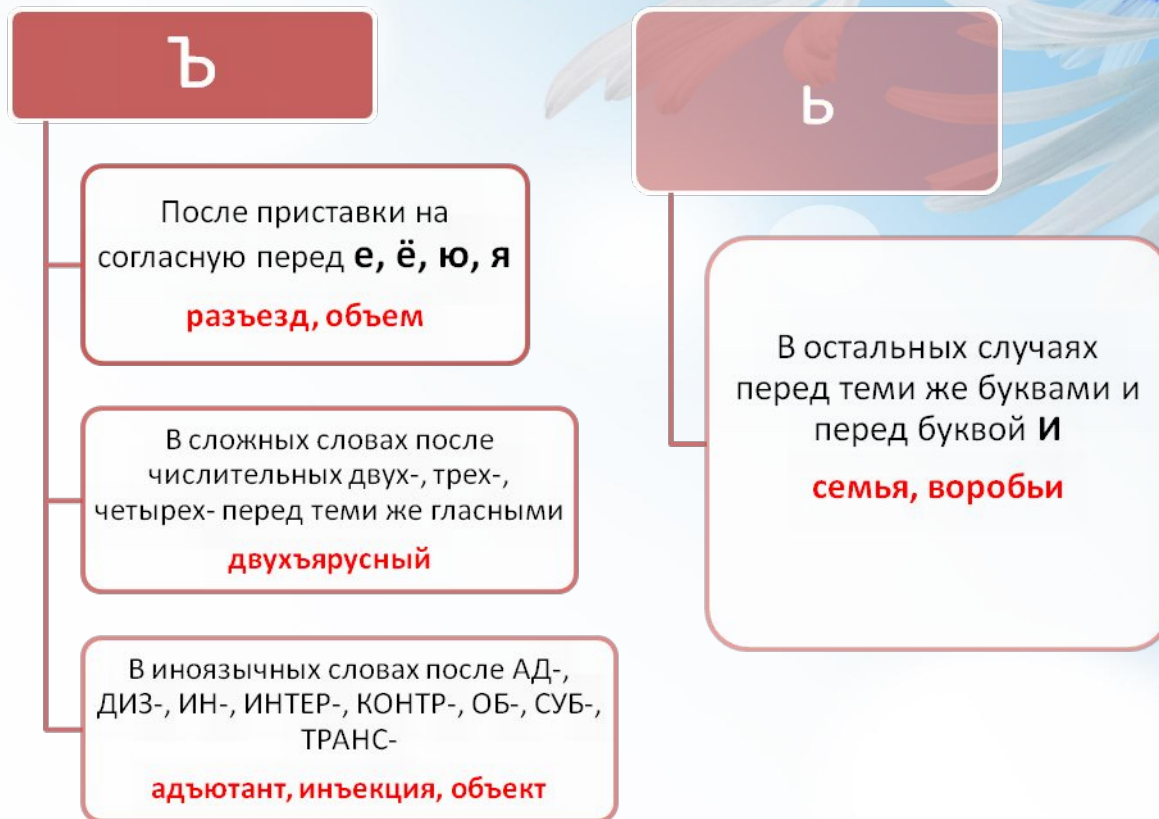 Ъ
После приставки на
согласную перед е, ё, ю, я
разъезд, объем
В сложных словах после
числительных двух-, трех-,
четырех- перед теми же гласными
двухъярусный
В иноязычных словах после АД-,
ДИЗ-, ИН-, ИНТЕР-, КОНТР-, ОБ-, СУБ-,
ТРАНС-
адъютант, инъекция, объект
ь
В остальных случаях
перед теми же буквами и
перед буквой И
семья, воробьи